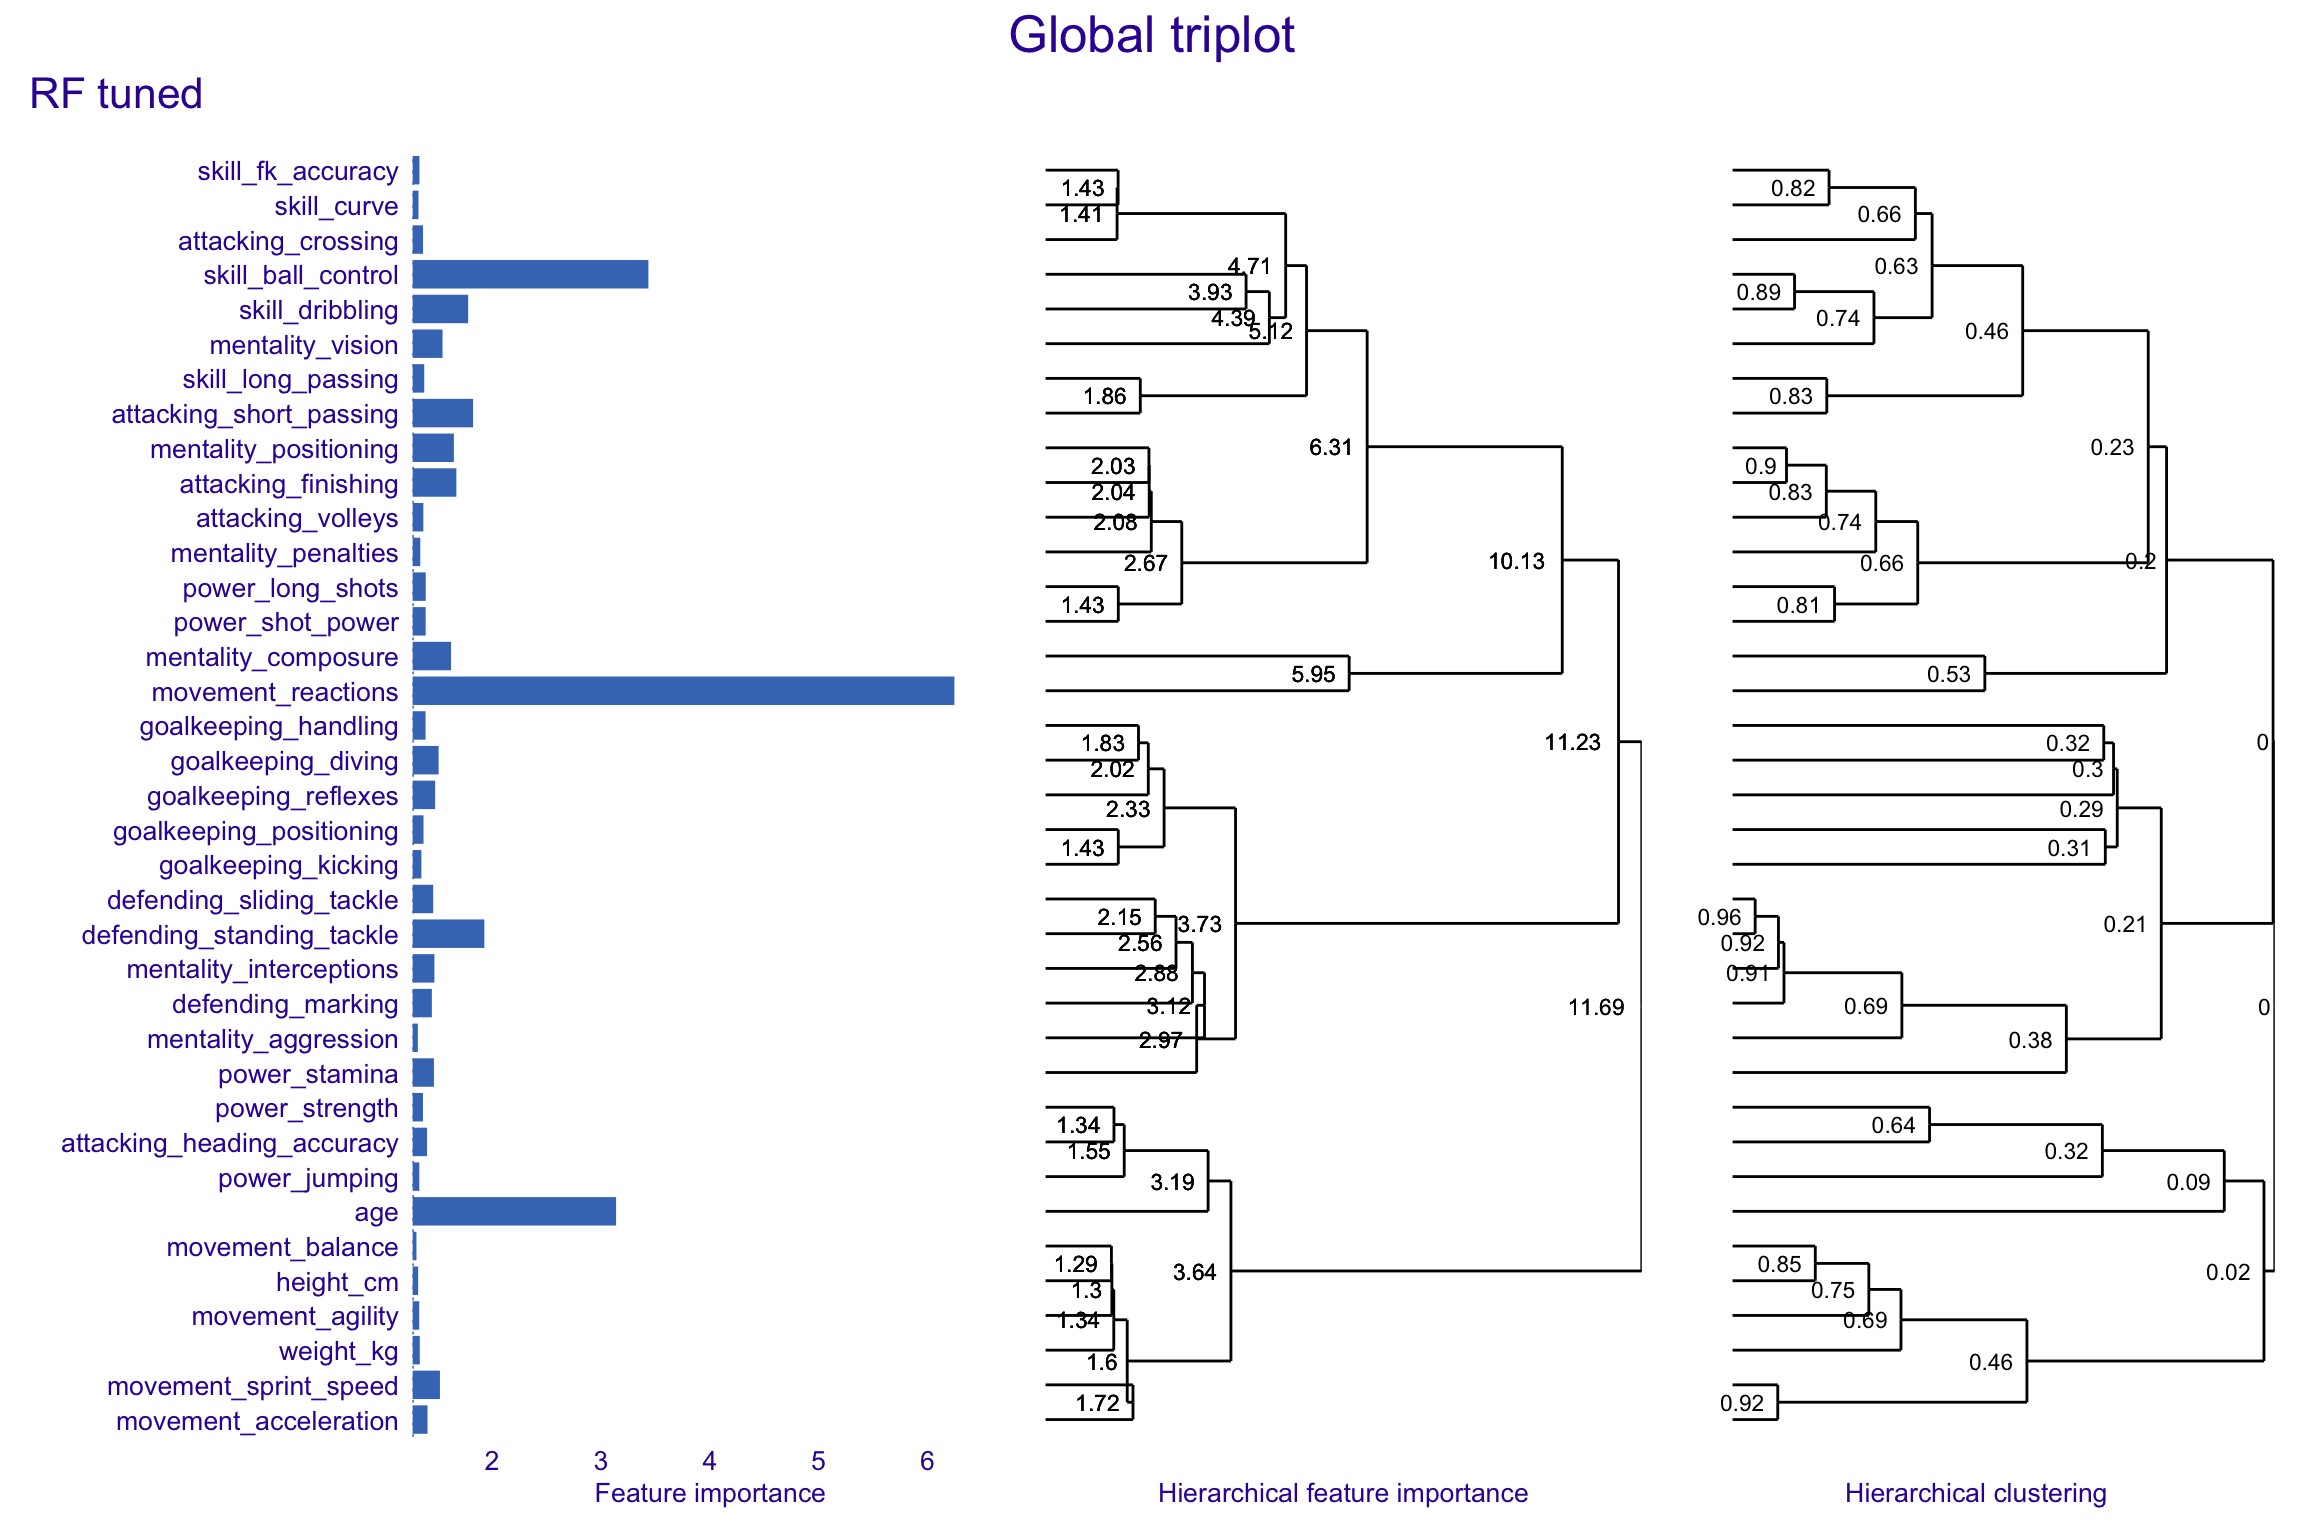 Global triplot
RF tuned
skill_fk_accuracy
skill_curve
attacking_crossing
skill_ball_control
skill_dribbling
mentality_vision
skill_long_passing
attacking_short_passing
mentality_positioning
attacking_finishing
attacking_volleys
mentality_penalties
power_long_shots
power_shot_power
mentality_composure
movement_reactions
goalkeeping_handling
goalkeeping_diving
goalkeeping_reflexes
goalkeeping_positioning
goalkeeping_kicking
defending_sliding_tackle
defending_standing_tackle
mentality_interceptions
defending_marking
mentality_aggression
power_stamina
power_strength
attacking_heading_accuracy
power_jumping
age
movement_balance
height_cm
movement_agility
weight_kg
movement_sprint_speed
movement_acceleration
2 3 4 5 6
Feature importance
1.43
1.41
4.71
3.93
4.39
5.12
1.86
6.31
2.03
2.04
2.08
2.67
10.13
1.43
5.95
1.83
11.23
2.02
2.33
1.43
2.15
3.73
2.56
2.88
3.12
11.69
2.97
1.34
1.55
3.19
1.29
3.64
1.3
1.34
1.6
1.72
Hierarchical feature importance
0.82
0.66
0.63
0.89
0.74
0.46
0.83
0.23
0.9
0.83
0.74
0.66
0.2
0.81
0.53
0.32
0
0.3
0.29
0.31
0.96
0.21
0.92
0.91
0.69
0
0.38
0.64
0.32
0.09
0.85
0.02
0.75
0.69
0.46
0.92
Hierarchical clustering